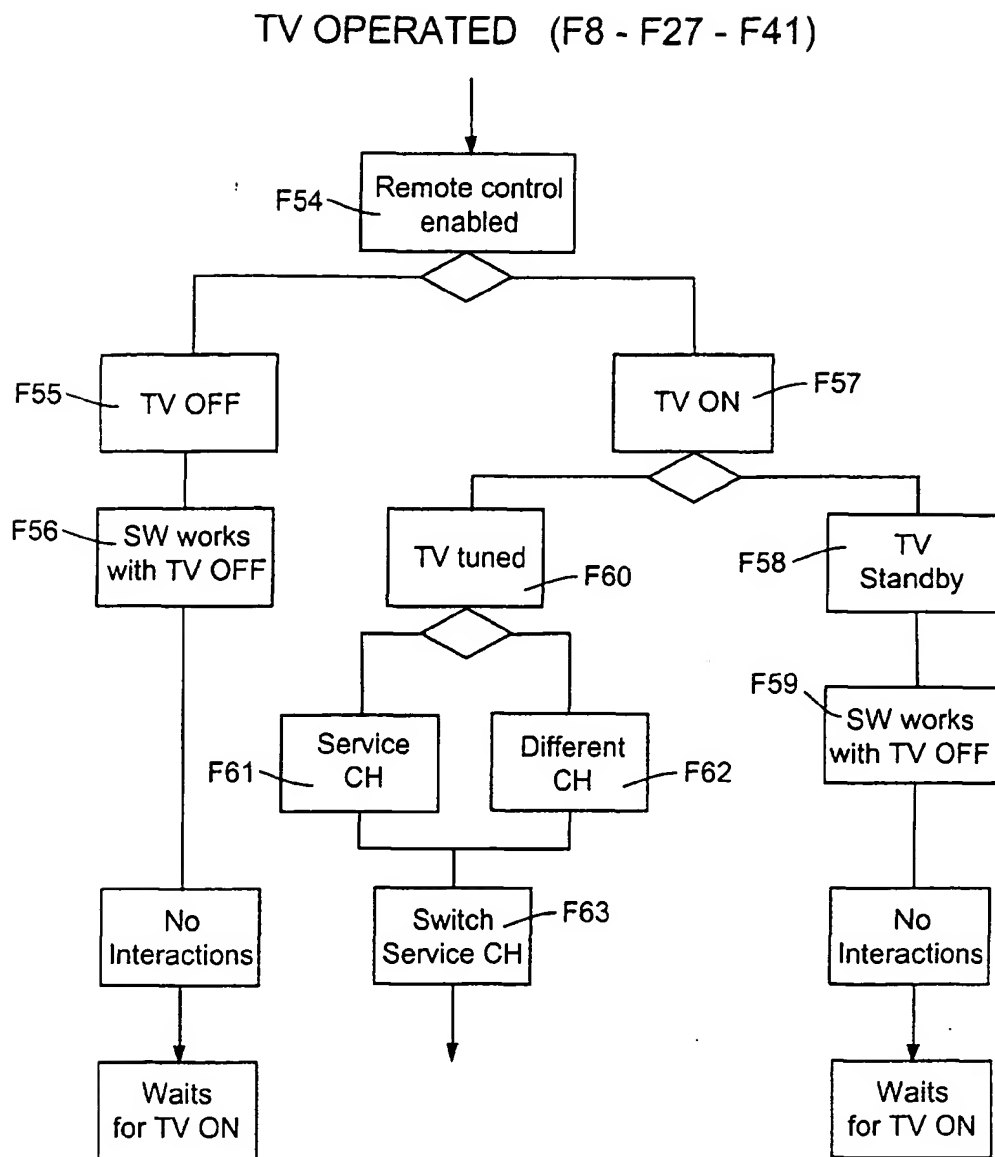 TV OPERATED (F8 - F27 - F41)
F54
Remote control
enabled
F55
TV OFF
TV ON
F57
F56
SW works
with TV OFF
TV tuned
F60
F58
TV
Standby
F61
Service
CH
Different
CH
F62
F59
SW works
with TV OFF
No
Interactions
Switch
Service CH
F63
No
Interactions
Waits
for TV ON
Waits
for TV ON